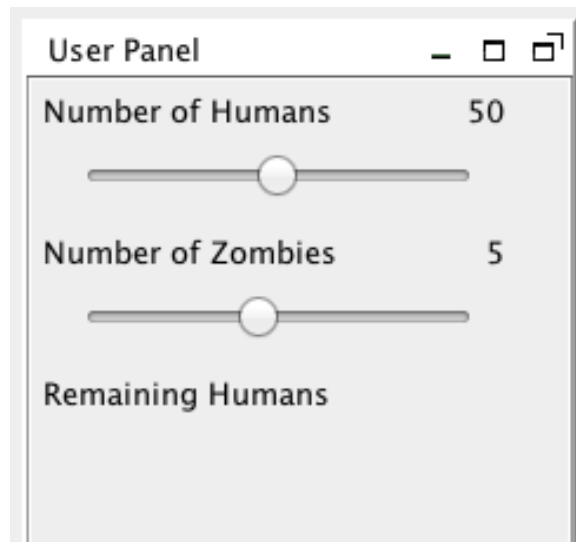 User Panel
Number of Humans 50
Number of Zombies 5
Remaining Humans